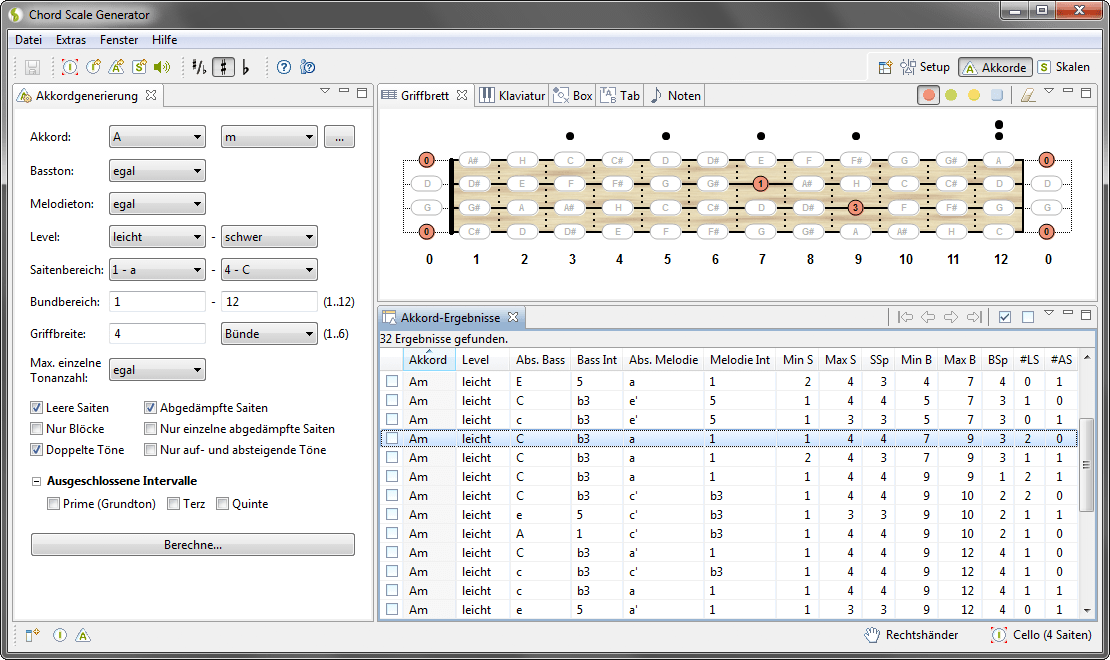 Chord Scale Generator
Datei Extras Fenster Hilfe
#/b # b ? Setup Akkorde Skalen
Akkordgenerierung
Akkord: A m ...
Basston: egal
Melodieton: egal
Level: leicht - schwer
Saitenbereich: 1 - a - 4 - C
Bundbereich: 1 - 12 (1..12)
Griffbreite: 4 Bünde (1..6)
Max. einzelne
Tonanzahl: egal
Leere Saiten Abgedämpfte Saiten
Nur Blöcke Nur einzelne abgedämpfte Saiten
Doppelte Töne Nur auf- und absteigende Töne
Ausgeschlossene Intervalle
Prime (Grundton) Terz Quinte
Berechne...
Griffbrett Klaviatur Box Tab Noten
0 A# H C C# D D# E F F# G G# A 0
D D# E F F# G G# 1 A# H C C# D D
G G# A A# H C C# D D# 3 F F# G G
0 C# D D# E F F# G G# A A# H C 0
0 1 2 3 4 5 6 7 8 9 10 11 12 0
Akkord-Ergebnisse
32 Ergebnisse gefunden.
Akkord Level Abs. Bass Bass Int Abs. Melodie Melodie Int Min S Max S SSp Min B Max B BSp #LS #AS
Am leicht E 5 a 1 2 4 3 4 7 4 0 1
Am leicht C b3 e' 5 1 4 4 5 7 3 1 0
Am leicht c b3 e' 5 1 3 3 5 7 3 0 1
Am leicht C b3 a 1 1 4 4 7 9 3 2 0
Am leicht C b3 a 1 2 4 3 7 9 3 1 1
Am leicht C b3 a 1 1 4 4 9 9 1 2 1
Am leicht C b3 c' b3 1 4 4 9 10 2 2 0
Am leicht e 5 c' b3 1 3 3 9 10 2 1 1
Am leicht A 1 c' b3 1 4 4 9 10 2 1 0
Am leicht C b3 a' 1 1 4 4 9 12 4 1 0
Am leicht c b3 c' b3 1 4 4 9 12 4 1 0
Am leicht c b3 a 1 1 4 4 9 12 4 1 1
Am leicht e 5 a' 1 1 3 3 9 12 4 0 1
Rechtshänder Cello (4 Saiten)